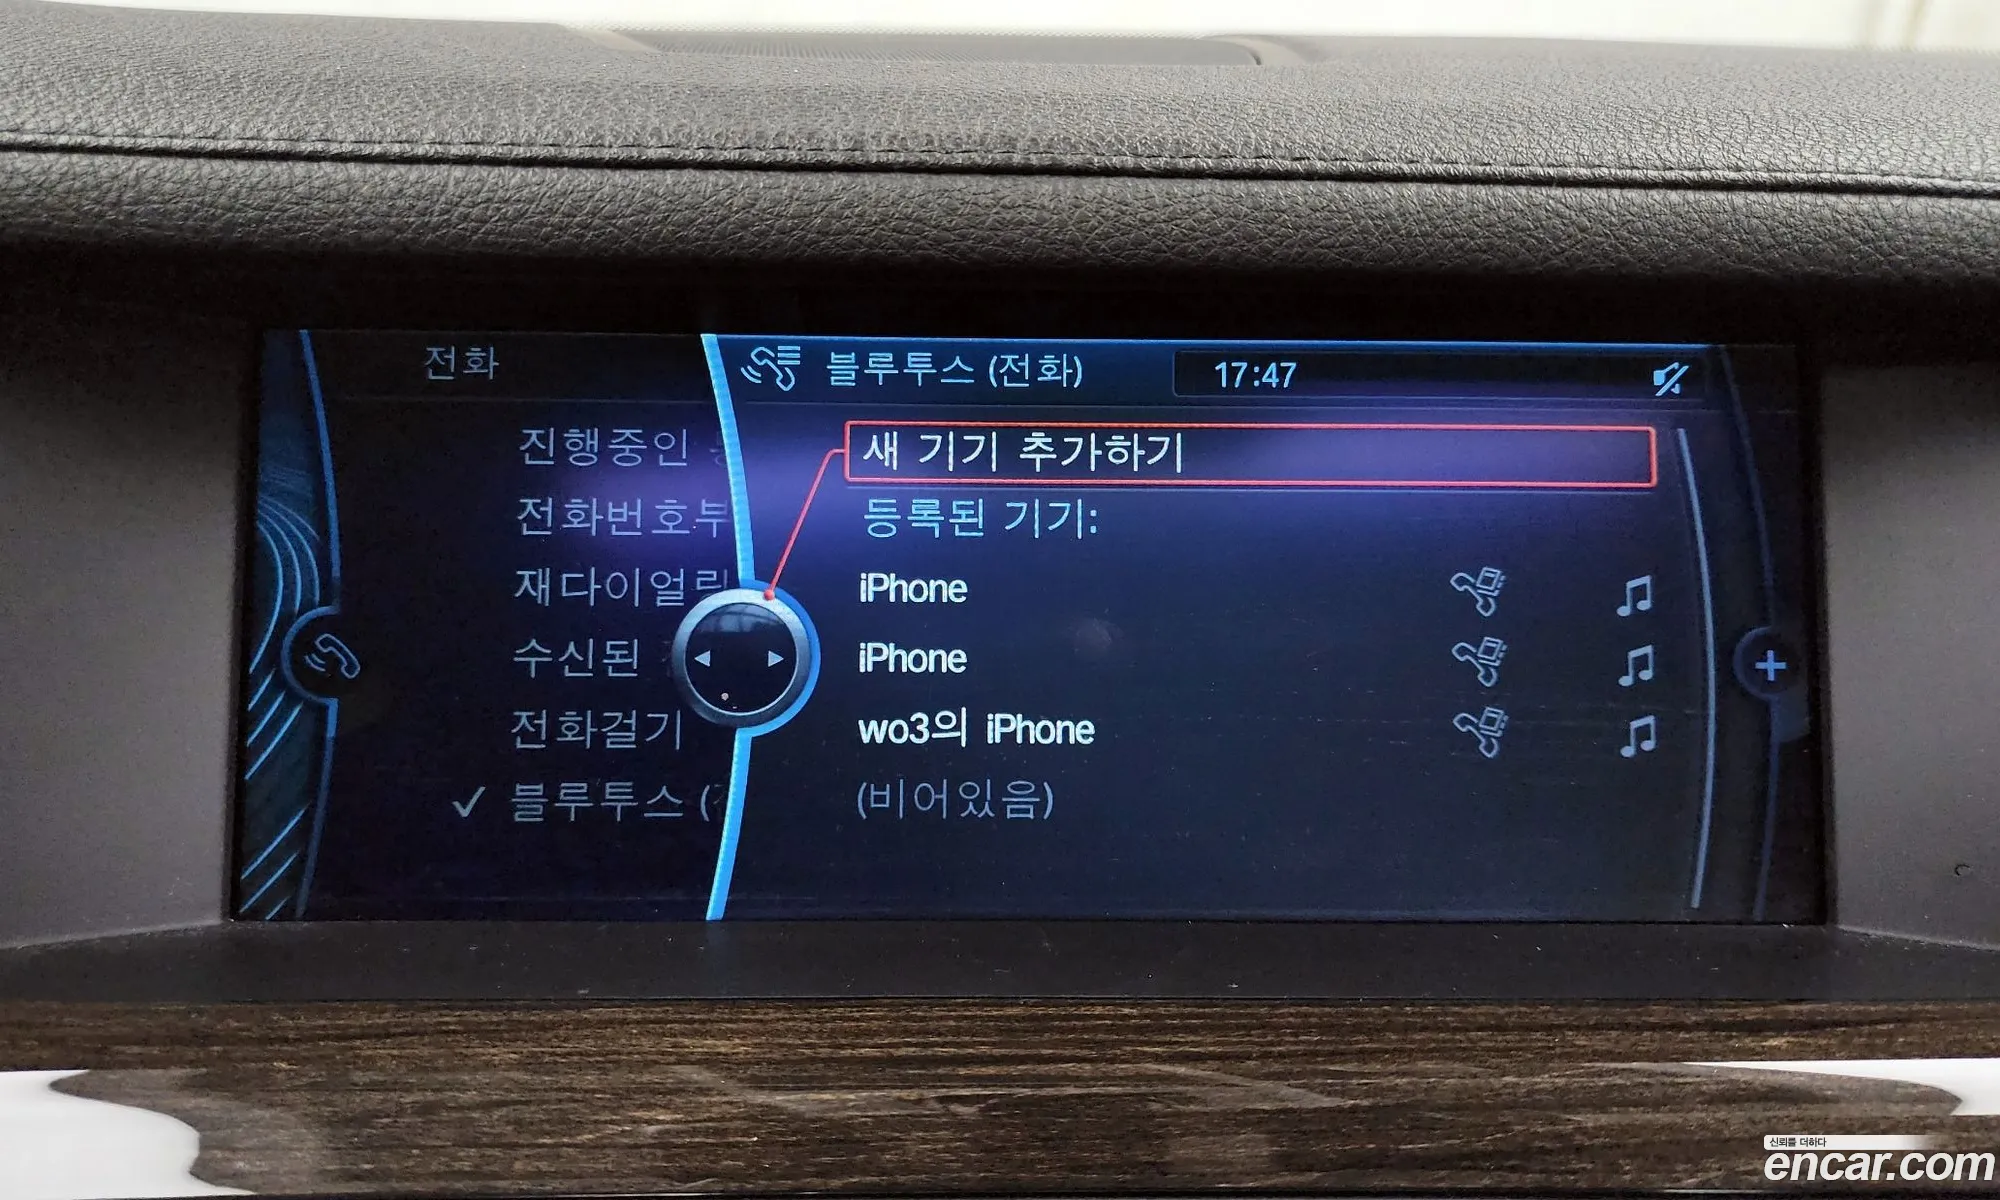 전화
블루투스 (전화)
17:47
진행중인
전화번호부
재다이얼링
수신된
전화걸기
✓ 블루투스 (
새 기기 추가하기
등록된 기기:
iPhone
iPhone
wo3의 iPhone
(비어있음)
신뢰를 더하다
encar.com